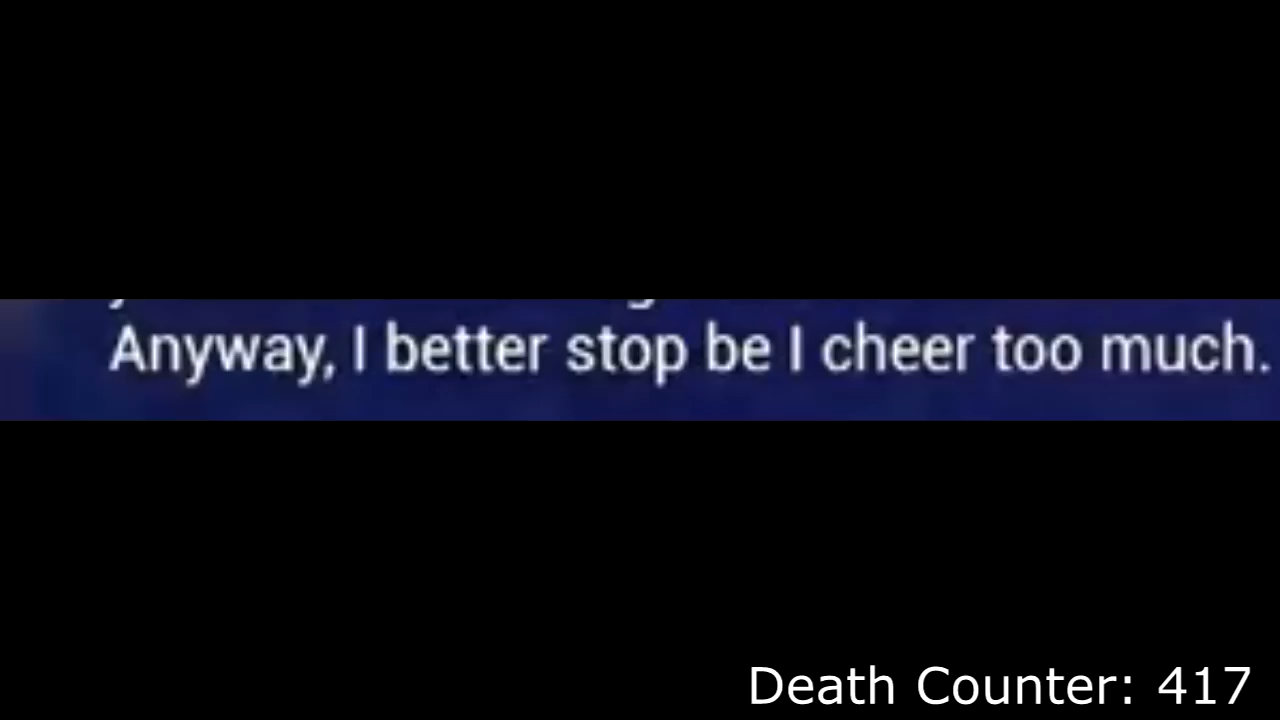 Anyway, I better stop be I cheer too much.
Death Counter: 417